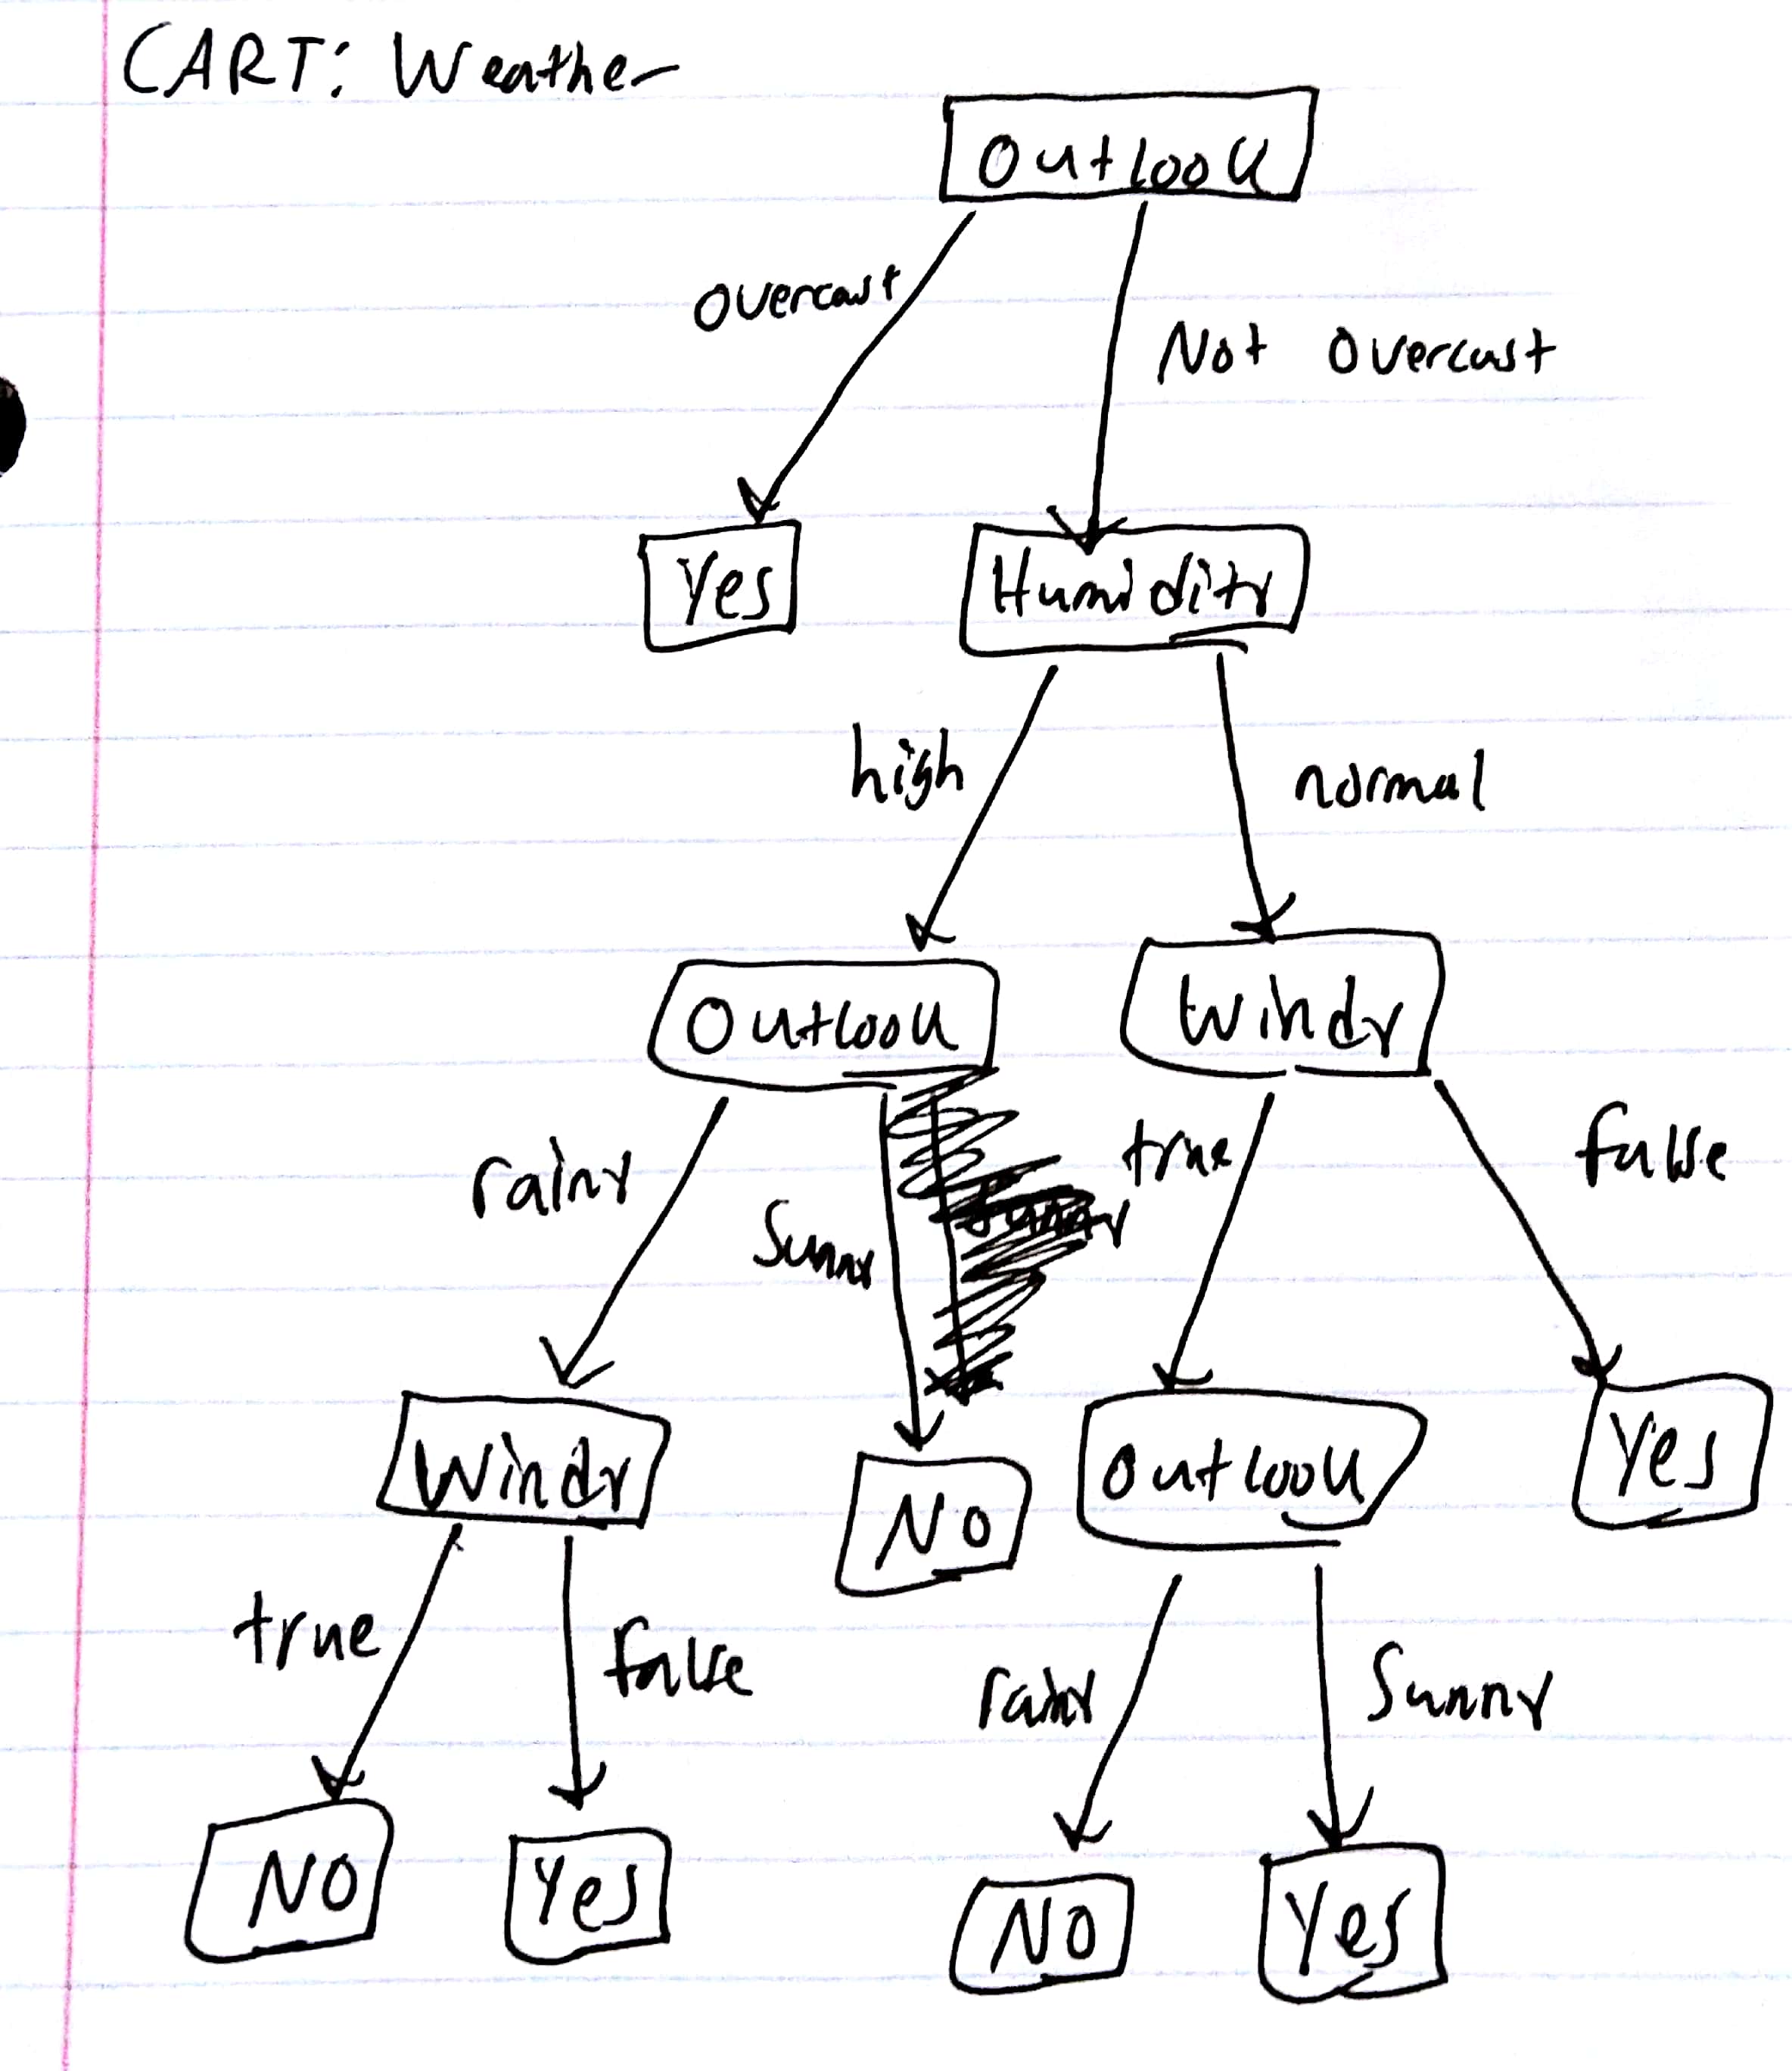 CART: Weather
Outlook
overcast
Not overcast
Yes
Humidity
high
normal
Outlook
Windy
rainy
Sunny
true
false
Windy
No
Outlook
Yes
true
false
rainy
Sunny
No
Yes
No
Yes